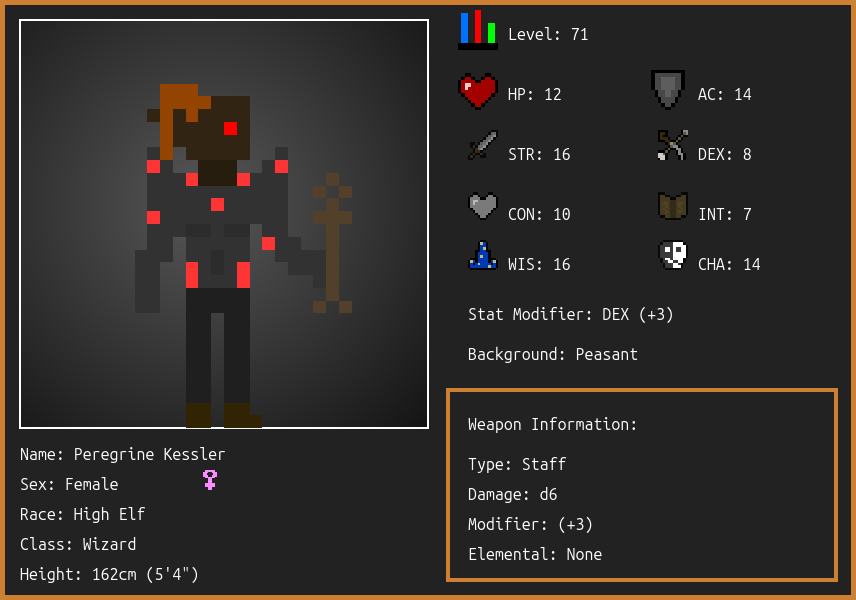 Level: 71
HP: 12
AC: 14
STR: 16
DEX: 8
CON: 10
INT: 7
WIS: 16
CHA: 14
Stat Modifier: DEX (+3)
Background: Peasant
Weapon Information:
Type: Staff
Damage: d6
Modifier: (+3)
Elemental: None
Name: Peregrine Kessler
Sex: Female
Race: High Elf
Class: Wizard
Height: 162cm (5'4")